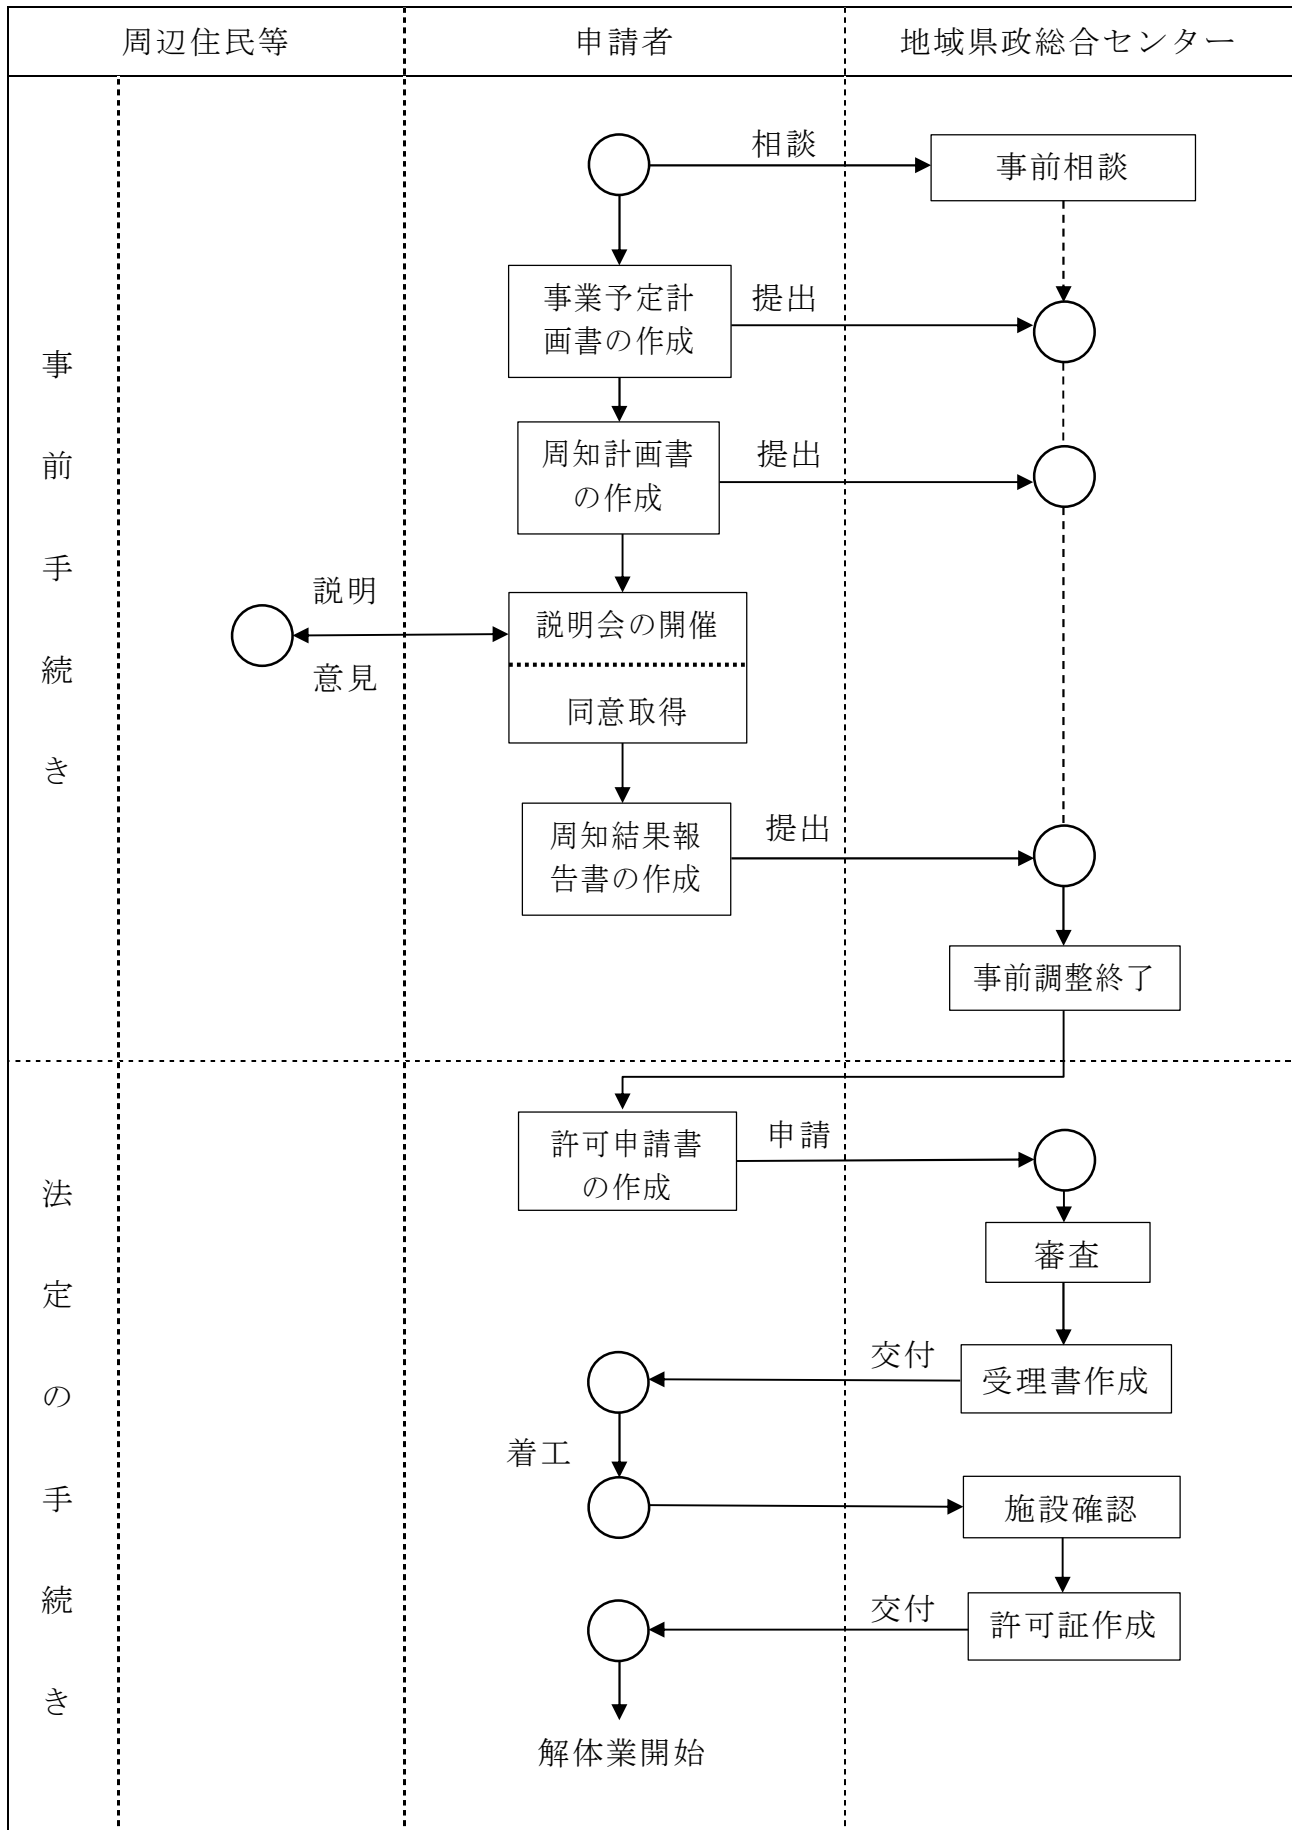 周辺住民等
申請者
地域県政総合センター
事前手続き
相談
事前相談
事業予定計
画書の作成
提出
周知計画書
の作成
提出
説明
意見
説明会の開催
同意取得
周知結果報
告書の作成
提出
事前調整終了
法定の手続き
許可申請書
の作成
申請
審査
受理書作成
交付
着工
施設確認
許可証作成
交付
解体業開始